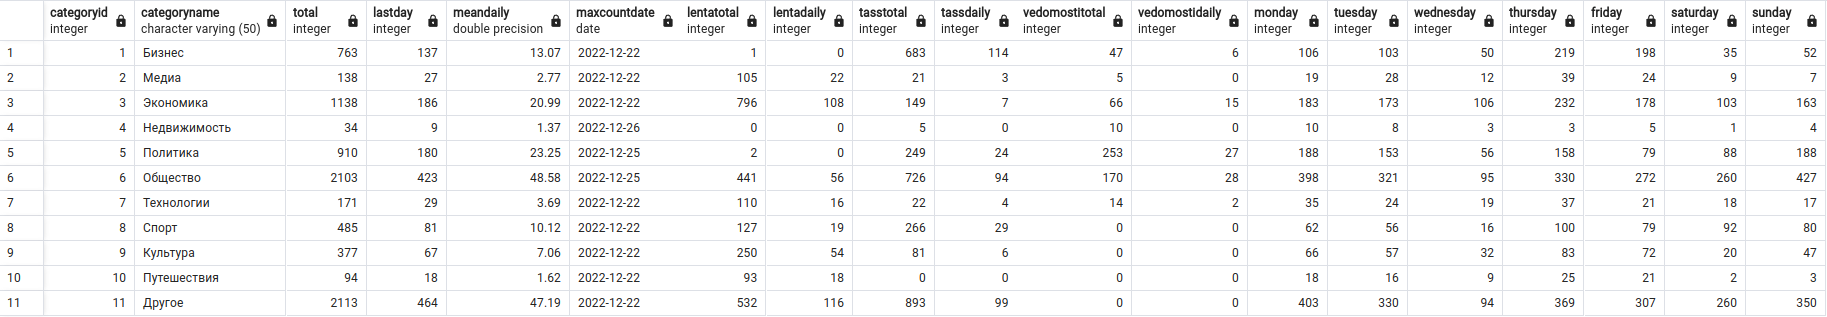 categoryid categoryname total lastday meandaily maxcountdate lentatotal lentadaily tasstotal tassdaily vedomostitotal vedomostidaily monday tuesday wednesday thursday friday saturday sunday
integer character varying (50) integer integer double precision date integer integer integer integer integer integer integer integer integer integer integer integer integer
1 1 Бизнес 763 137 13.07 2022-12-22 1 0 683 114 47 6 106 103 50 219 198 35 52
2 2 Медиа 138 27 2.77 2022-12-22 105 22 21 3 5 0 19 28 12 39 24 9 7
3 3 Экономика 1138 186 20.99 2022-12-22 796 108 149 7 66 15 183 173 106 232 178 103 163
4 4 Недвижимость 34 9 1.37 2022-12-26 0 0 5 0 10 0 10 8 3 3 5 1 4
5 5 Политика 910 180 23.25 2022-12-25 2 0 249 24 253 27 188 153 56 158 79 88 188
6 6 Общество 2103 423 48.58 2022-12-25 441 56 726 94 170 28 398 321 95 330 272 260 427
7 7 Технологии 171 29 3.69 2022-12-22 110 16 22 4 14 2 35 24 19 37 21 18 17
8 8 Спорт 485 81 10.12 2022-12-22 127 19 266 29 0 0 62 56 16 100 79 92 80
9 9 Культура 377 67 7.06 2022-12-22 250 54 81 6 0 0 66 57 32 83 72 20 47
10 10 Путешествия 94 18 1.62 2022-12-22 93 18 0 0 0 0 18 16 9 25 21 2 3
11 11 Другое 2113 464 47.19 2022-12-22 532 116 893 99 0 0 403 330 94 369 307 260 350